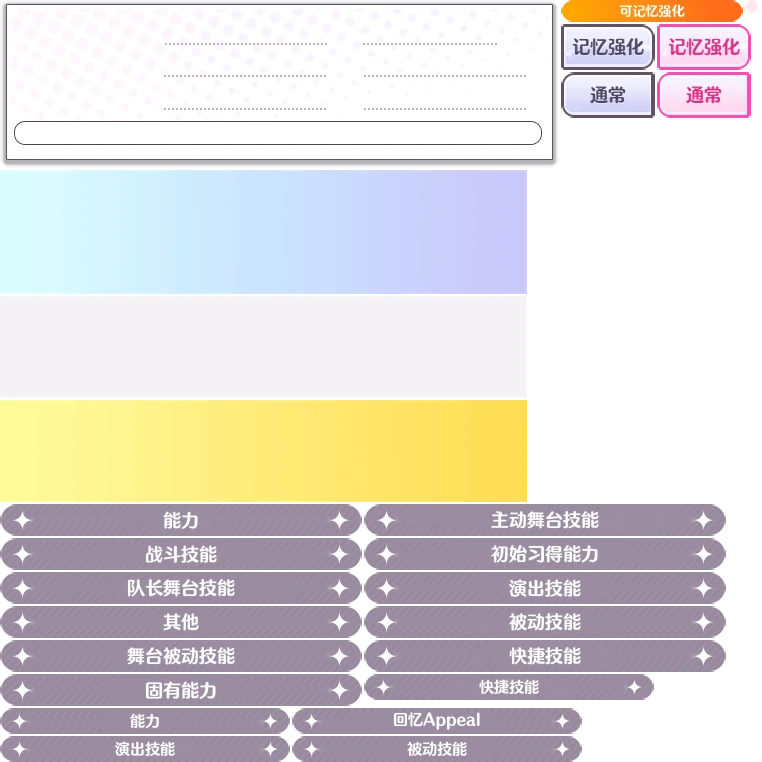 可记忆强化
记忆强化 记忆强化
通常 通常
能力 主动舞台技能
战斗技能 初始习得能力
队长舞台技能 演出技能
其他 被动技能
舞台被动技能 快捷技能
固有能力 快捷技能
能力 回忆Appeal
演出技能 被动技能